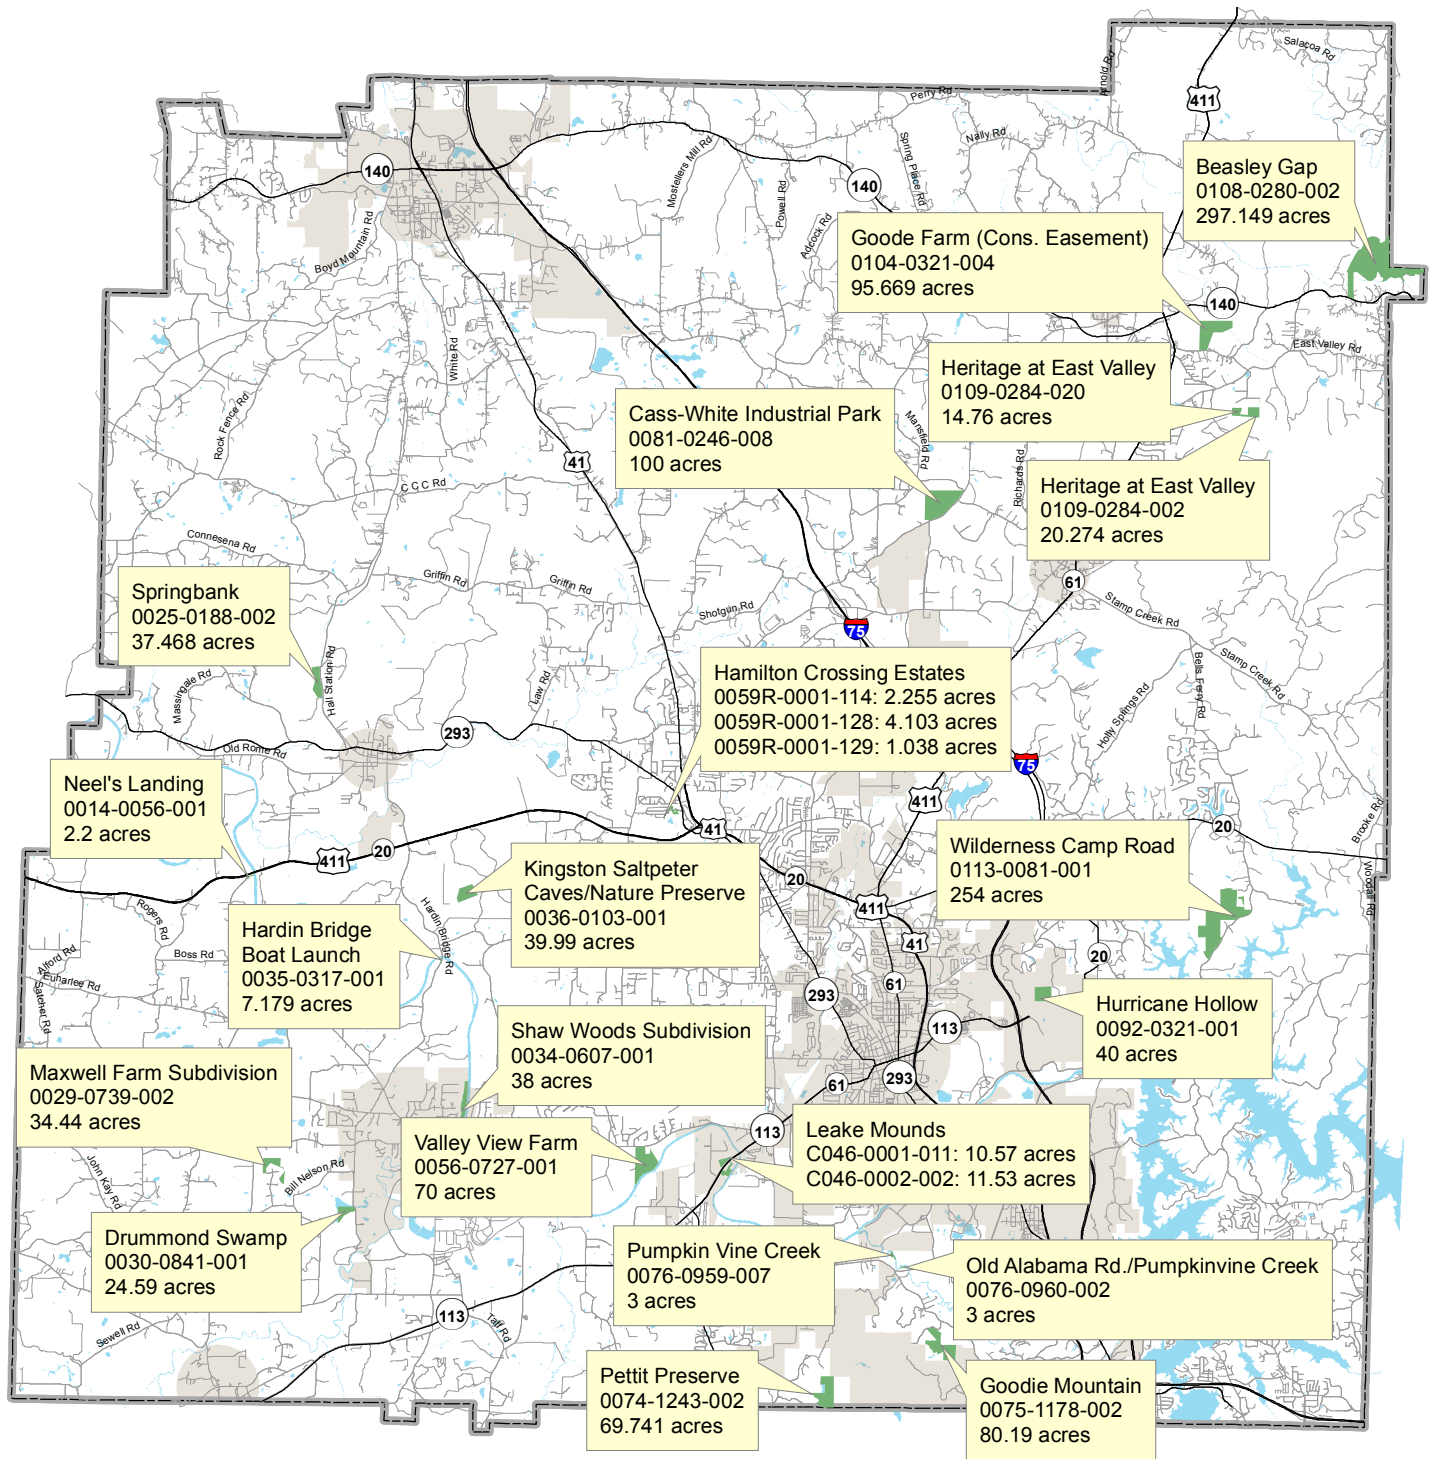 Salacoa Rd
Arnold Rd
411
Perry Rd
Nally Rd
Spring Place Rd
Mostellers Mill Rd
140
140
Powell Rd
Adcock Rd
Boyd Mountain Rd
Beasley Gap
0108-0280-002
297.149 acres
Goode Farm (Cons. Easement)
0104-0321-004
95.669 acres
140
East Valley Rd
White Rd
Rock Fence Rd
Heritage at East Valley
0109-0284-020
14.76 acres
Cass-White Industrial Park
0081-0246-008
100 acres
Mansfield Rd
Richards Rd
41
C C C Rd
Heritage at East Valley
0109-0284-002
20.274 acres
Connesena Rd
Griffin Rd
Griffin Rd
Shotgun Rd
61
Stamp Creek Rd
Stamp Creek Rd
Bells Ferry Rd
Holly Springs Rd
75
Springbank
0025-0188-002
37.468 acres
Massingale Rd
Hall Station Rd
Law Rd
Hamilton Crossing Estates
0059R-0001-114: 2.255 acres
0059R-0001-128: 4.103 acres
0059R-0001-129: 1.038 acres
293
Old Rome Rd
75
411
Neel's Landing
0014-0056-001
2.2 acres
41
20
Brooke Rd
Woodall Rd
411
20
Kingston Saltpeter
Caves/Nature Preserve
0036-0103-001
39.99 acres
20
411
Wilderness Camp Road
0113-0081-001
254 acres
Rogers Rd
Hardin Bridge Rd
Hardin Bridge
Boat Launch
0035-0317-001
7.179 acres
Boss Rd
Alford Rd
Euharlee Rd
Satcher Rd
41
20
61
293
Hurricane Hollow
0092-0321-001
40 acres
Shaw Woods Subdivision
0034-0607-001
38 acres
113
Maxwell Farm Subdivision
0029-0739-002
34.44 acres
61
293
Valley View Farm
0056-0727-001
70 acres
113
Leake Mounds
C046-0001-011: 10.57 acres
C046-0002-002: 11.53 acres
John Kay Rd
Bill Nelson Rd
Drummond Swamp
0030-0841-001
24.59 acres
Pumpkin Vine Creek
0076-0959-007
3 acres
Old Alabama Rd./Pumpkinvine Creek
0076-0960-002
3 acres
113
Taff Rd
Sewell Rd
Pettit Preserve
0074-1243-002
69.741 acres
Goodie Mountain
0075-1178-002
80.19 acres